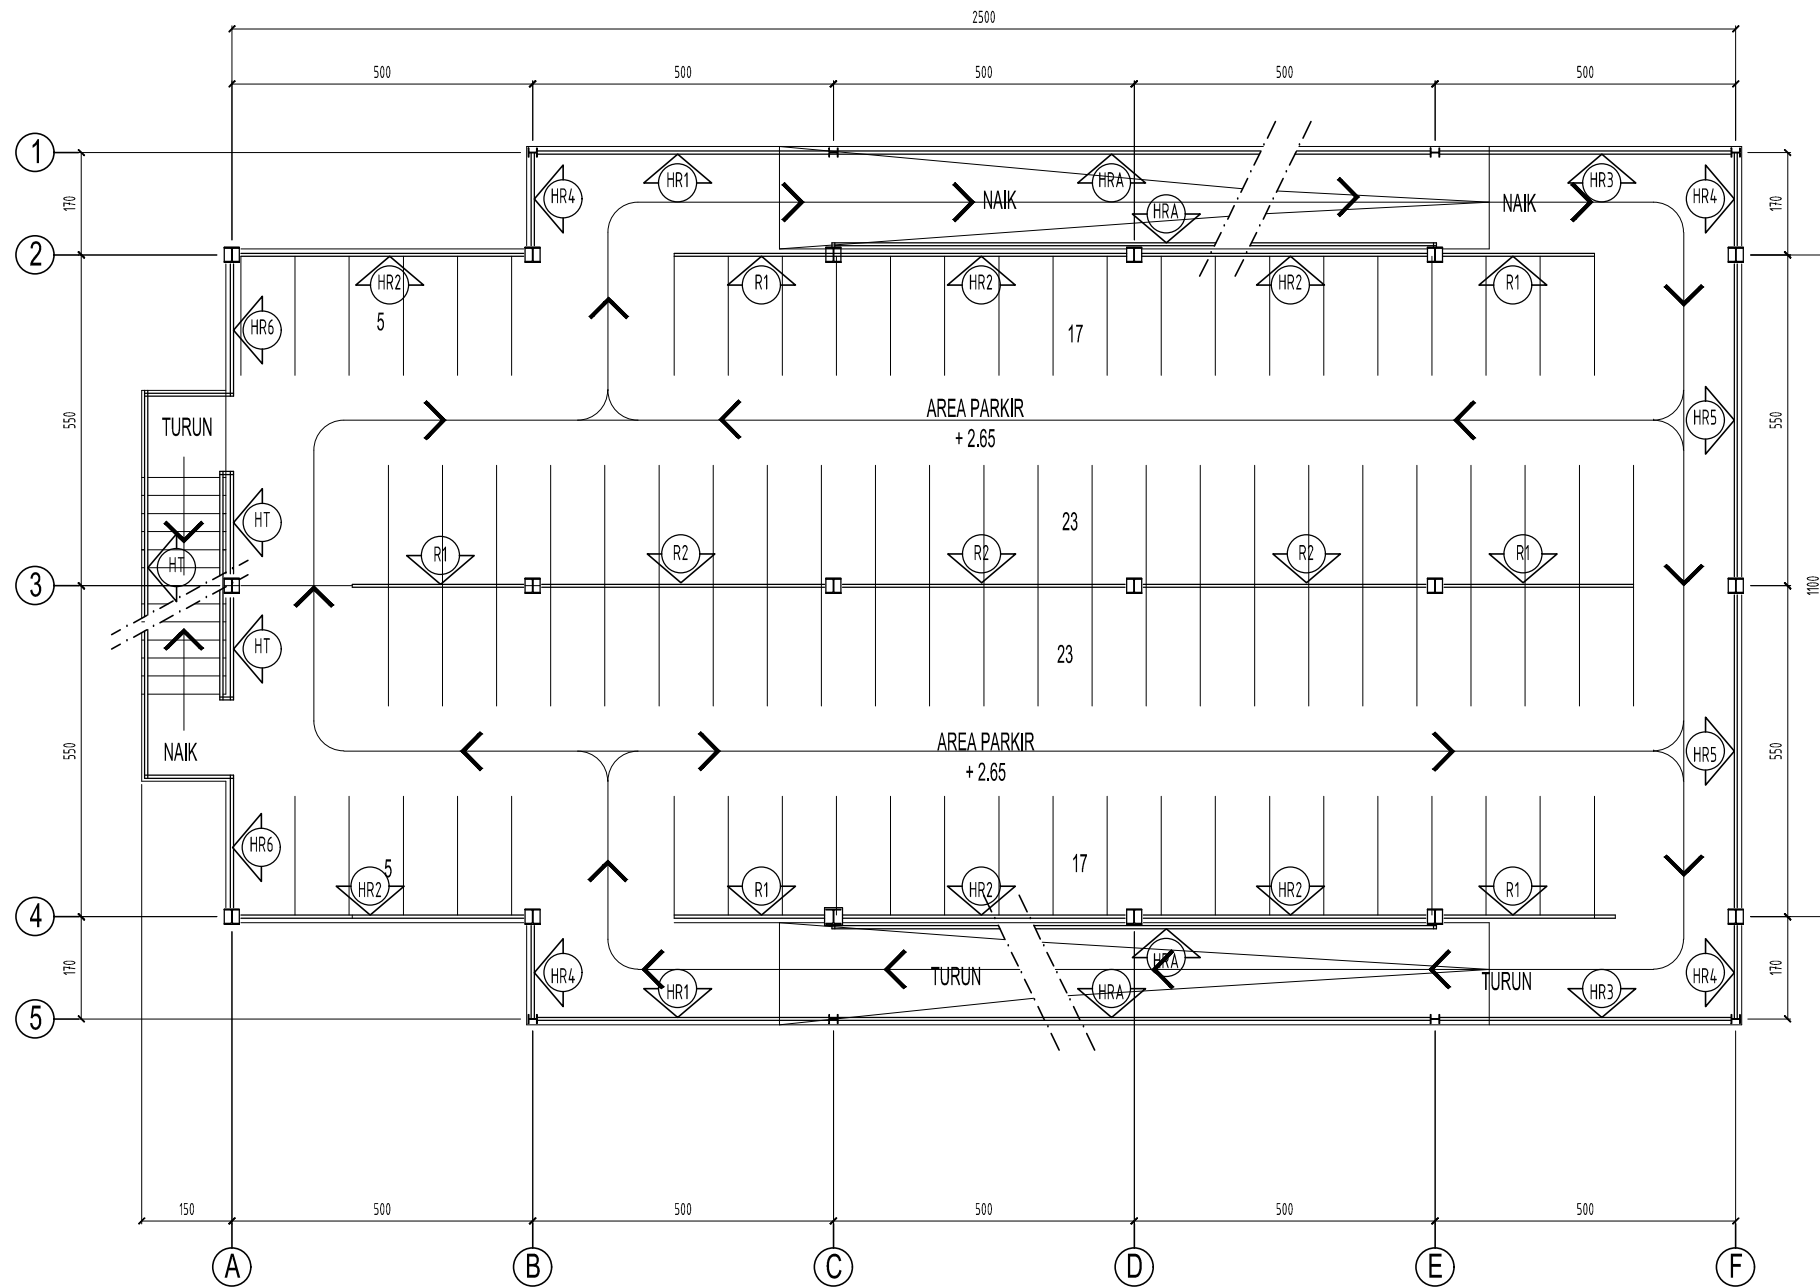 2500
500 500 500 500 500
1
170 HR4 HR1 NAIK HRA HRA NAIK HR3 HR4 170
2
HR2 R1 HR2 HR2 R1
HR6 5 17
550 TURUN AREA PARKIR HR5 550
+ 2.65
HT 23
HT R1 R2 R2 R2 R1
3 1100
HT 23
550 NAIK AREA PARKIR HR5 550
+ 2.65
HR6 5 17
HR2 R1 HR2 HR2 R1
4
170 HR4 HR1 TURUN HRA HRA TURUN HR3 HR4 170
5
150 500 500 500 500 500
A B C D E F